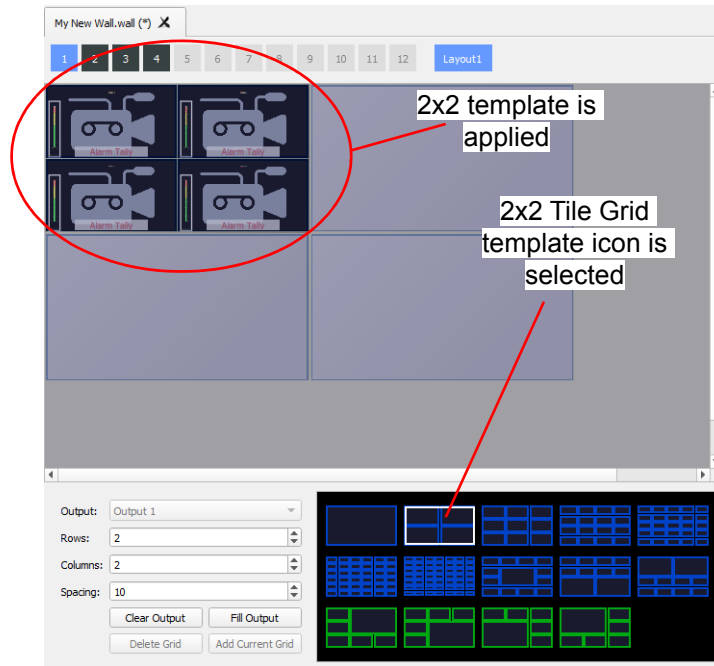 My New Wall.wall (*) X
1 2 3 4 5 6 7 8 9 10 11 12 Layout1
2x2 template is
applied
Alarm Tally Alarm Tally
Alarm Tally Alarm Tally
2x2 Tile Grid
template icon is
selected
Output: Output 1
Rows: 2
Columns: 2
Spacing: 10
Clear Output Fill Output
Delete Grid Add Current Grid